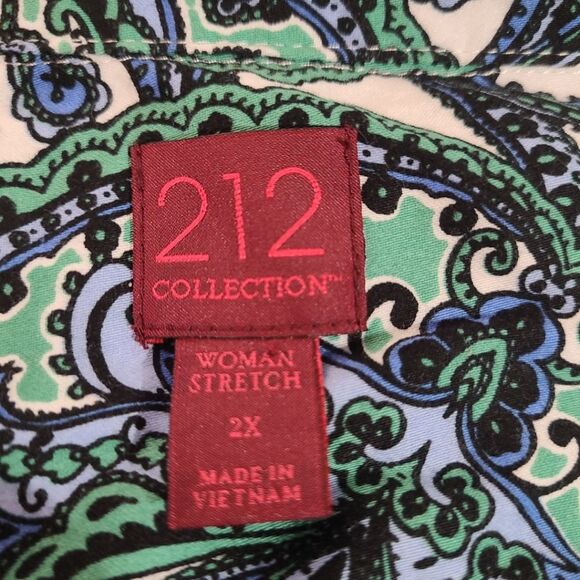 212
COLLECTION™
WOMAN
STRETCH
2X
MADE IN
VIETNAM